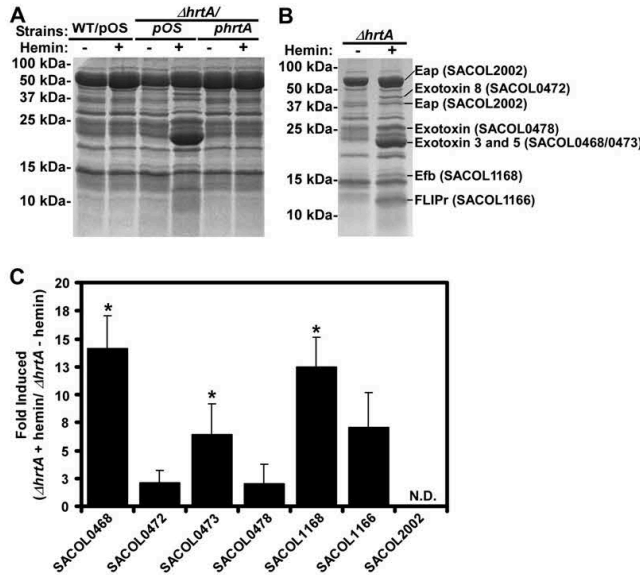 A
Strains: WT/pOS ΔhrtA/ pOS phrtA
Hemin: - + - + - +
100 kDa-
50 kDa-
37 kDa-
25 kDa-
15 kDa-
10 kDa-
B
ΔhrtA
Hemin: - +
100 kDa-
50 kDa-
37 kDa-
25 kDa-
15 kDa-
10 kDa-
Eap (SACOL2002)
Exotoxin 8 (SACOL0472)
Eap (SACOL2002)
Exotoxin (SACOL0478)
Exotoxin 3 and 5 (SACOL0468/0473)
Efb (SACOL1168)
FLIPr (SACOL1166)
C
Fold Induced
(ΔhrtA + hemin/ ΔhrtA - hemin)
20
18
15
13
10
8
5
3
0
* * *
N.D.
SACOL0468
SACOL0472
SACOL0473
SACOL0478
SACOL1168
SACOL1166
SACOL2002